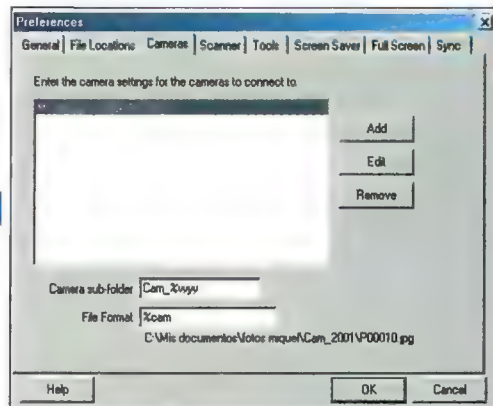 Preferences
General File Locations Cameras Scanner Tools Screen Saver Full Screen Sync
Enter the camera settings for the cameras to connect to.
Add
Edit
Remove
Camera sub-folder Cam_%yyyy
File Format %cam
C:\Mis documentos\fotos miquel\Cam_2001\P00010.jpg
Help OK Cancel